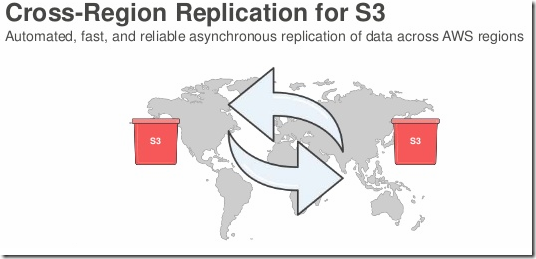 Cross-Region Replication for S3
Automated, fast, and reliable asynchronous replication of data across AWS regions
S3
S3